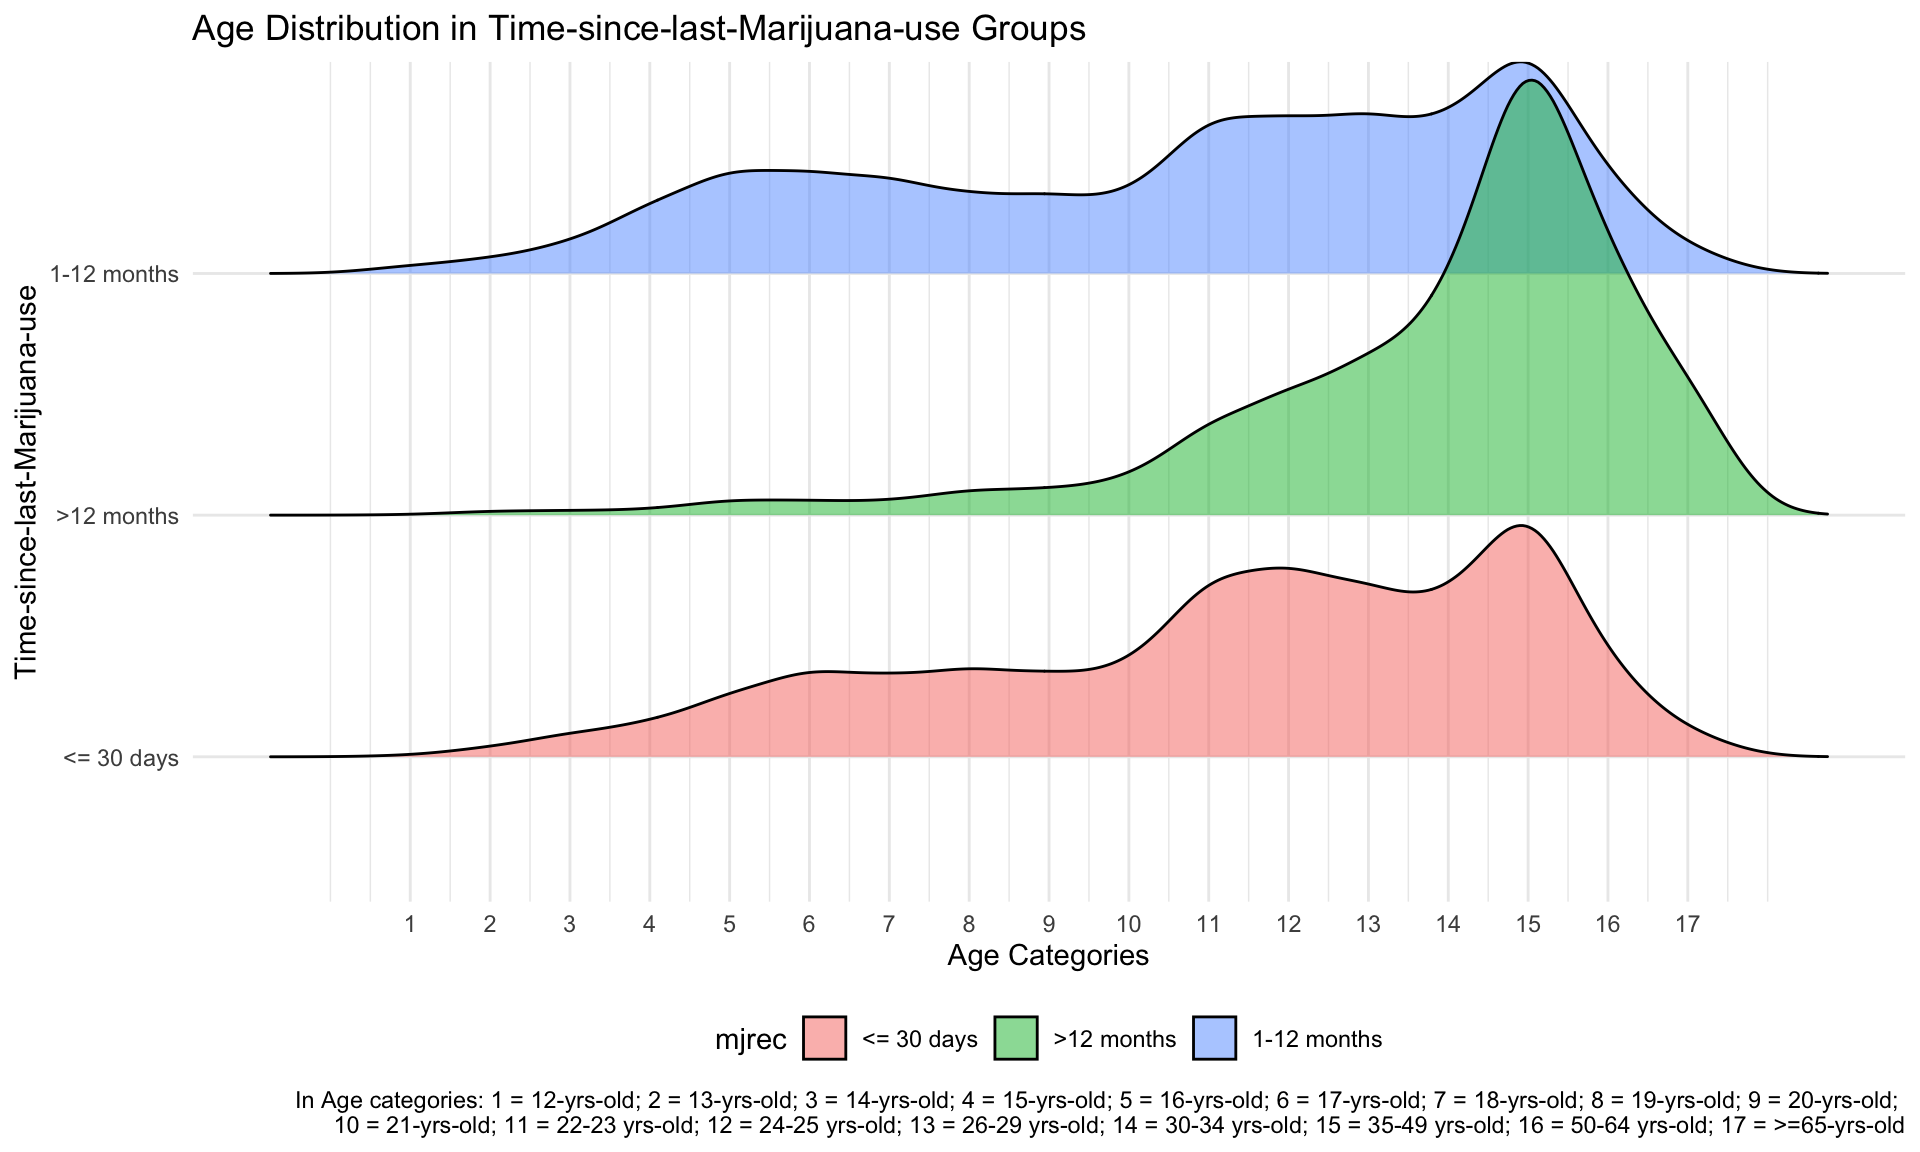 Age Distribution in Time-since-last-Marijuana-use Groups
Time-since-last-Marijuana-use
1-12 months
>12 months
<= 30 days
1 2 3 4 5 6 7 8 9 10 11 12 13 14 15 16 17
Age Categories
mjrec <= 30 days >12 months 1-12 months
In Age categories: 1 = 12-yrs-old; 2 = 13-yrs-old; 3 = 14-yrs-old; 4 = 15-yrs-old; 5 = 16-yrs-old; 6 = 17-yrs-old; 7 = 18-yrs-old; 8 = 19-yrs-old; 9 = 20-yrs-old;
10 = 21-yrs-old; 11 = 22-23 yrs-old; 12 = 24-25 yrs-old; 13 = 26-29 yrs-old; 14 = 30-34 yrs-old; 15 = 35-49 yrs-old; 16 = 50-64 yrs-old; 17 = >=65-yrs-old